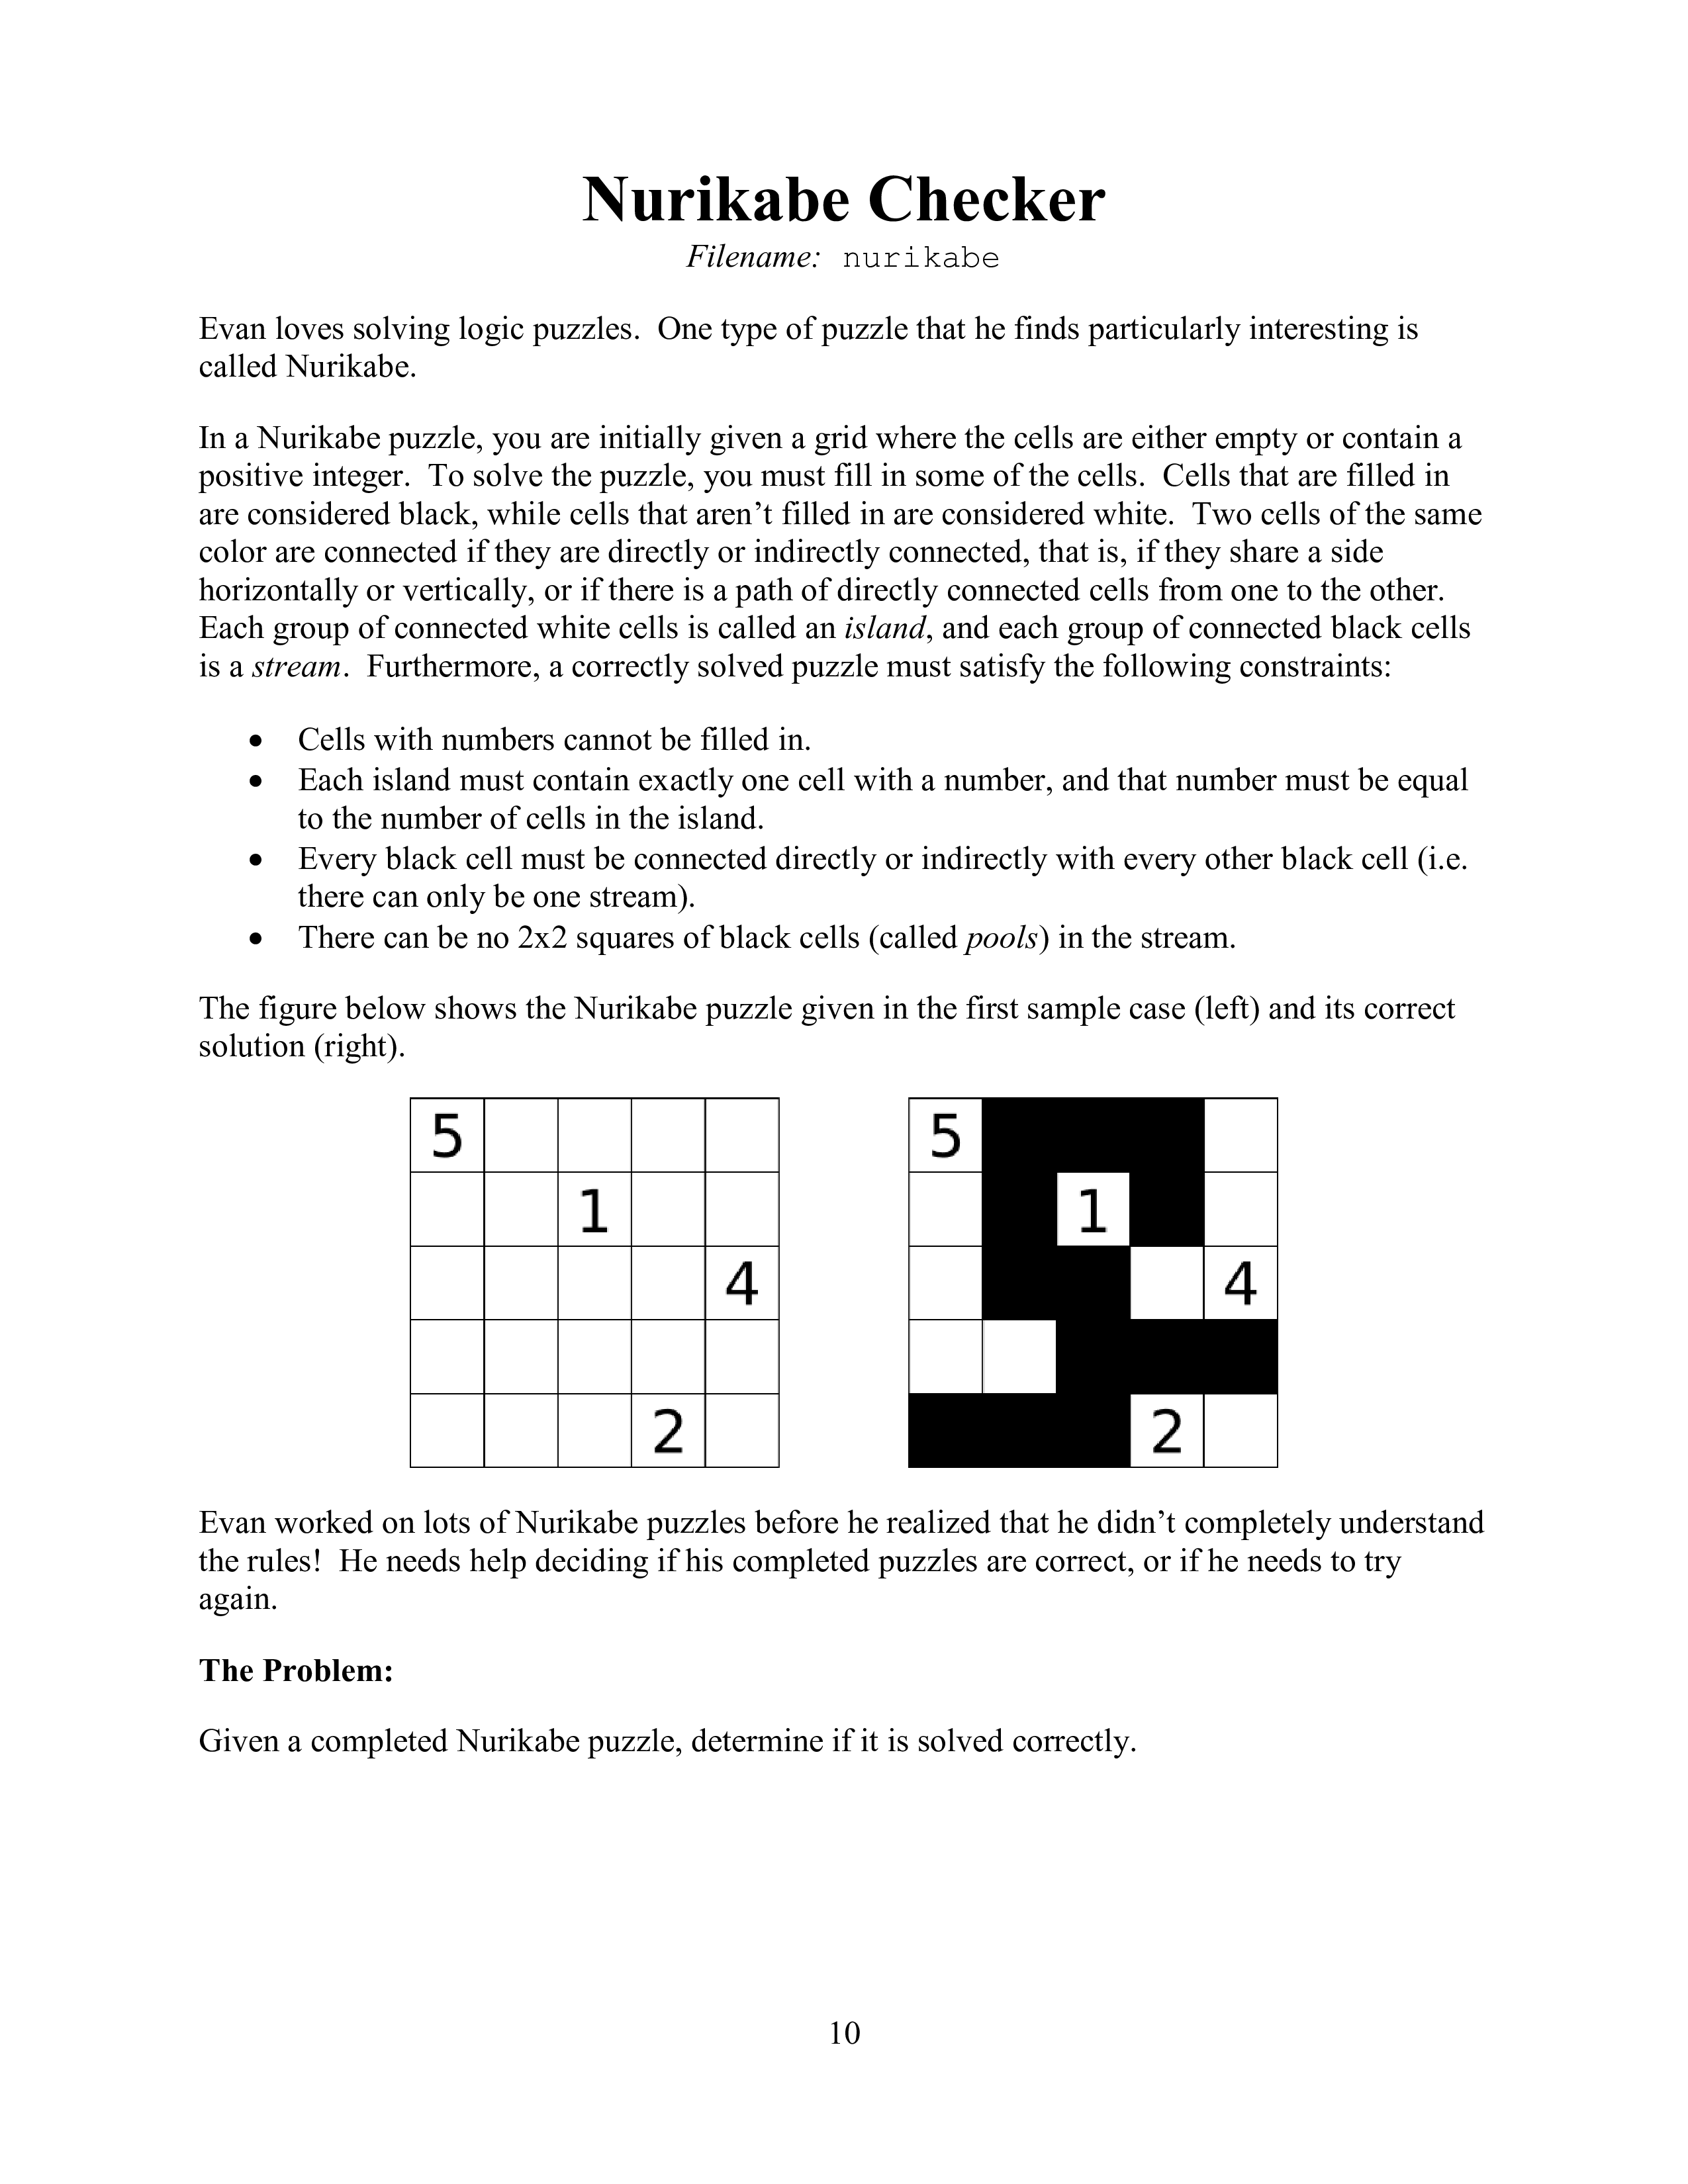 Nurikabe Checker
Filename: nurikabe
Evan loves solving logic puzzles. One type of puzzle that he finds particularly interesting is
called Nurikabe.
In a Nurikabe puzzle, you are initially given a grid where the cells are either empty or contain a
positive integer. To solve the puzzle, you must fill in some of the cells. Cells that are filled in
are considered black, while cells that aren’t filled in are considered white. Two cells of the same
color are connected if they are directly or indirectly connected, that is, if they share a side
horizontally or vertically, or if there is a path of directly connected cells from one to the other.
Each group of connected white cells is called an island, and each group of connected black cells
is a stream. Furthermore, a correctly solved puzzle must satisfy the following constraints:
• Cells with numbers cannot be filled in.
• Each island must contain exactly one cell with a number, and that number must be equal
to the number of cells in the island.
• Every black cell must be connected directly or indirectly with every other black cell (i.e.
there can only be one stream).
• There can be no 2x2 squares of black cells (called pools) in the stream.
The figure below shows the Nurikabe puzzle given in the first sample case (left) and its correct
solution (right).
5
1
4
2
5
1
4
2
Evan worked on lots of Nurikabe puzzles before he realized that he didn’t completely understand
the rules! He needs help deciding if his completed puzzles are correct, or if he needs to try
again.
The Problem:
Given a completed Nurikabe puzzle, determine if it is solved correctly.
10